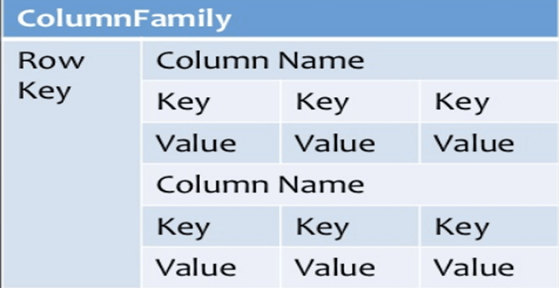 ColumnFamily
Row Key
Column Name
Key Key Key
Value Value Value
Column Name
Key Key Key
Value Value Value